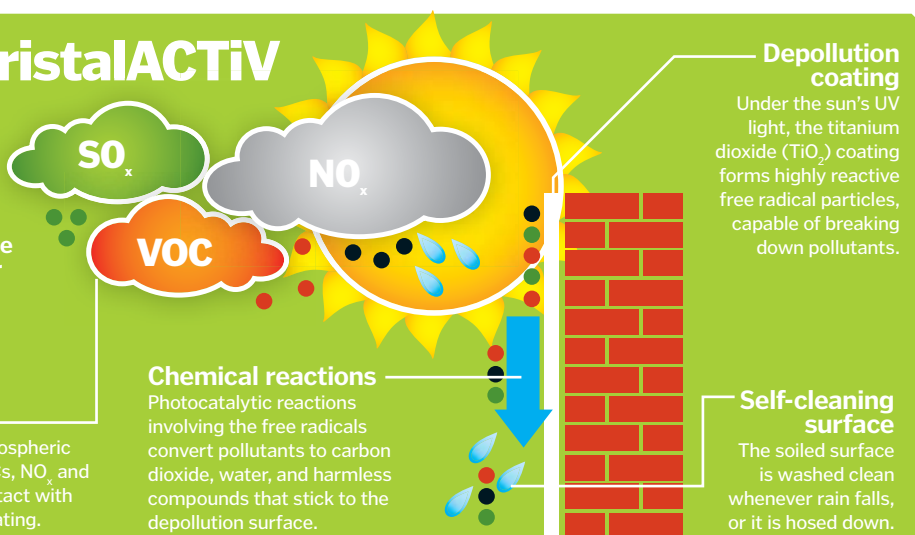 ristalACTiV
SOx
NOx
VOC
e
Depollution
coating
Under the sun's UV
light, the titanium
dioxide (TiO2) coating
forms highly reactive
free radical particles,
capable of breaking
down pollutants.
Chemical reactions
Photocatalytic reactions
involving the free radicals
convert pollutants to carbon
dioxide, water, and harmless
compounds that stick to the
depollution surface.
Self-cleaning
surface
The soiled surface
is washed clean
whenever rain falls,
or it is hosed down.
ospheric
s, NOx and
tact with
ating.